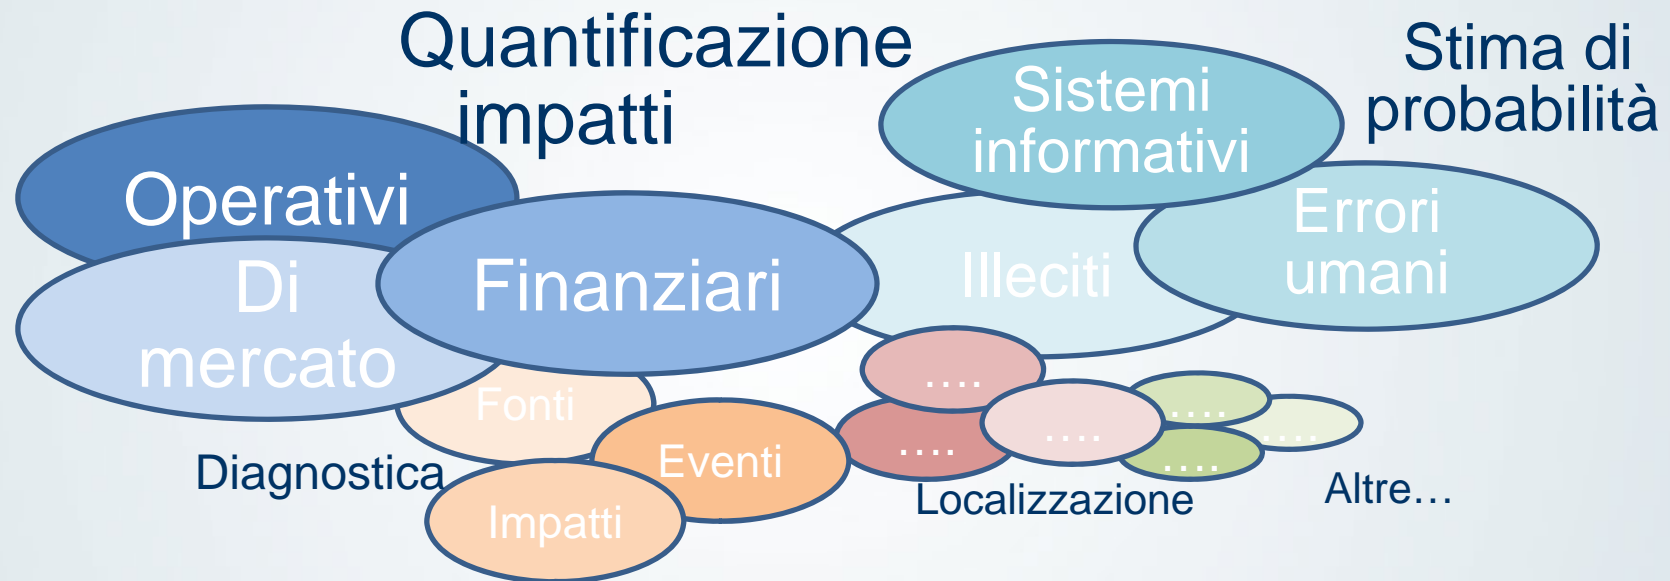 Quantificazione
impatti
Stima di
probabilità
Sistemi
informativi
Operativi
Errori
umani
Di
mercato
Finanziari
Illeciti
Fonti
Eventi
Impatti
Diagnostica
....
....
....
....
....
....
Localizzazione
Altre…